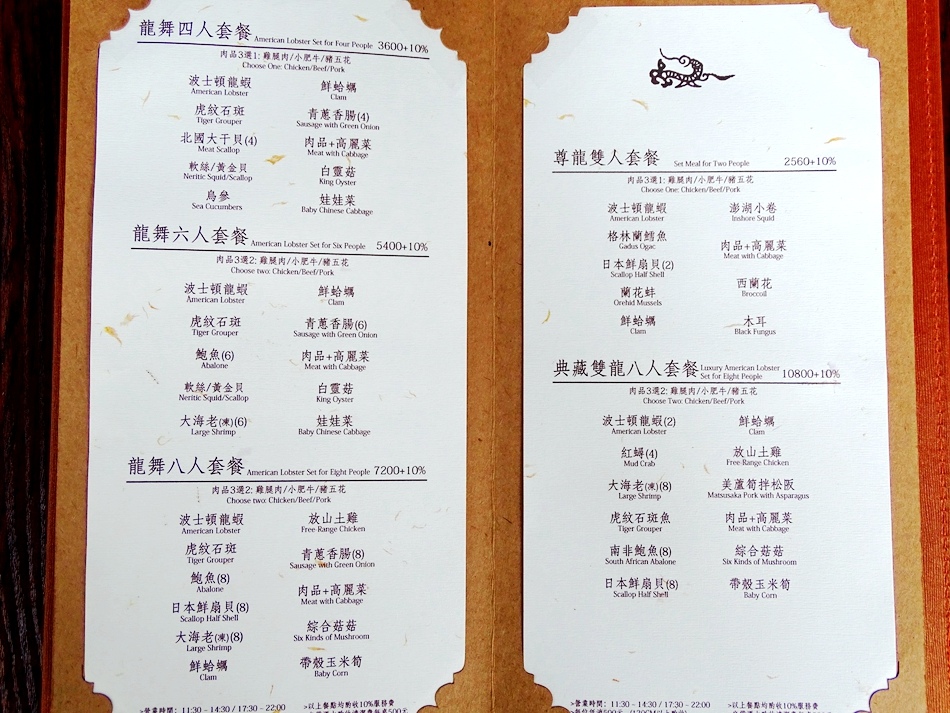 龍舞四人套餐 American Lobster Set for Four People 3600+10%
肉品3選1: 雞腿肉/小肥牛/豬五花
Choose One: Chicken/Beef/Pork
波士頓龍蝦 鮮蛤蠣
American Lobster Clam
虎紋石斑 青蔥香腸(4)
Tiger Grouper Sausage with Green Onion
北國大干貝(4) 肉品+高麗菜
Meat Scallop Meat with Cabbage
軟絲/黃金貝 白靈菇
Neritic Squid/Scallop King Oyster
烏參 娃娃菜
Sea Cucumbers Baby Chinese Cabbage
龍舞六人套餐 American Lobster Set for Six People 5400+10%
肉品3選2: 雞腿肉/小肥牛/豬五花
Choose two: Chicken/Beef/Pork
波士頓龍蝦 鮮蛤蠣
American Lobster Clam
虎紋石斑 青蔥香腸(6)
Tiger Grouper Sausage with Green Onion
鮑魚(6) 肉品+高麗菜
Abalone Meat with Cabbage
軟絲/黃金貝 白靈菇
Neritic Squid/Scallop King Oyster
大海老(凍)(6) 娃娃菜
Large Shrimp Baby Chinese Cabbage
龍舞八人套餐 American Lobster Set for Eight People 7200+10%
肉品3選2: 雞腿肉/小肥牛/豬五花
Choose two: Chicken/Beef/Pork
波士頓龍蝦 放山土雞
American Lobster Free-Range Chicken
虎紋石斑 青蔥香腸(8)
Tiger Grouper Sausage with Green Onion
鮑魚(8) 肉品+高麗菜
Abalone Meat with Cabbage
日本鮮扇貝(8) 綜合菇菇
Scallop Half Shell Six Kinds of Mushroom
大海老(凍)(8) 帶殼玉米筍
Large Shrimp Baby Corn
鮮蛤蠣
Clam
>營業時間: 11:30 - 14:30 / 17:30 - 22:00 >以上餐點均酌收10%服務費
尊龍雙人套餐 Set Meal for Two People 2560+10%
肉品3選1: 雞腿肉/小肥牛/豬五花
Choose One: Chicken/Beef/Pork
波士頓龍蝦 澎湖小卷
American Lobster Inshore Squid
格林蘭鱈魚 肉品+高麗菜
Gadus Ogac Meat with Cabbage
日本鮮扇貝(2) 西蘭花
Scallop Half Shell Broccoil
蘭花蚌 木耳
Orehid Mussels Black Fungus
鮮蛤蠣
Clam
典藏雙龍八人套餐 Luxury American Lobster Set for Eight People 10800+10%
肉品3選2: 雞腿肉/小肥牛/豬五花
Choose Two: Chicken/Beef/Pork
波士頓龍蝦(2) 鮮蛤蠣
American Lobster Clam
紅蟳(4) 放山土雞
Mud Crab Free-Range Chicken
大海老(凍)(8) 美蘆筍拌松阪
Large Shrimp Matsusaka Pork with Asparagus
虎紋石斑魚 肉品+高麗菜
Tiger Grouper Meat with Cabbage
南非鮑魚(8) 綜合菇菇
South African Abalone Six Kinds of Mushroom
日本鮮扇貝(8) 帶殼玉米筍
Scallop Half Shell Baby Corn
>營業時間: 11:30 - 14:30 / 17:30 - 22:00 >以上餐點均酌收10%服務費